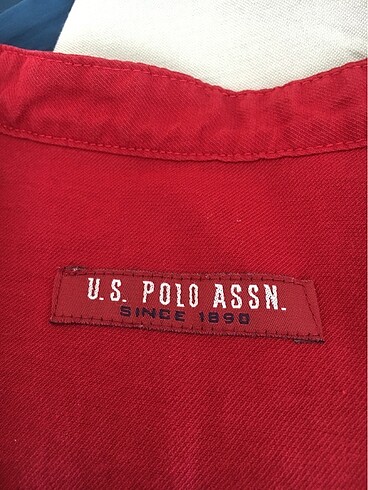 U.S. POLO ASSN.
SINCE 1890